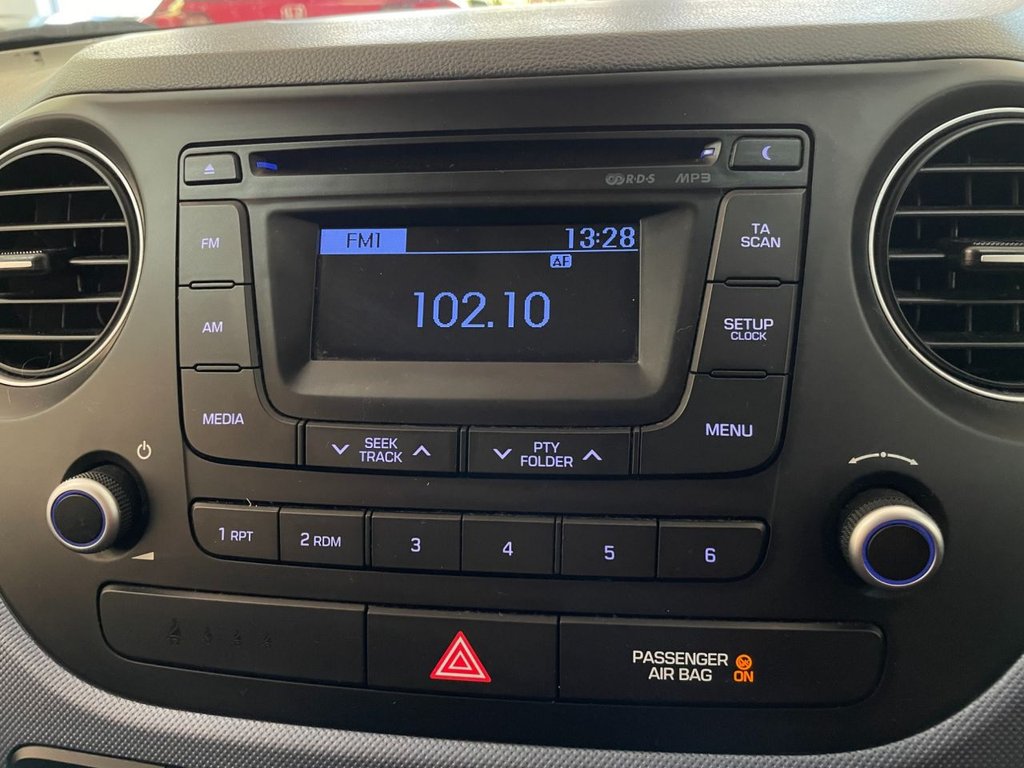 R·D·S MP3
FM1 13:28
AF
102.10
FM
AM
MEDIA
TA
SCAN
SETUP
CLOCK
MENU
SEEK
TRACK
PTY
FOLDER
1 RPT 2 RDM 3 4 5 6
PASSENGER
AIR BAG ON